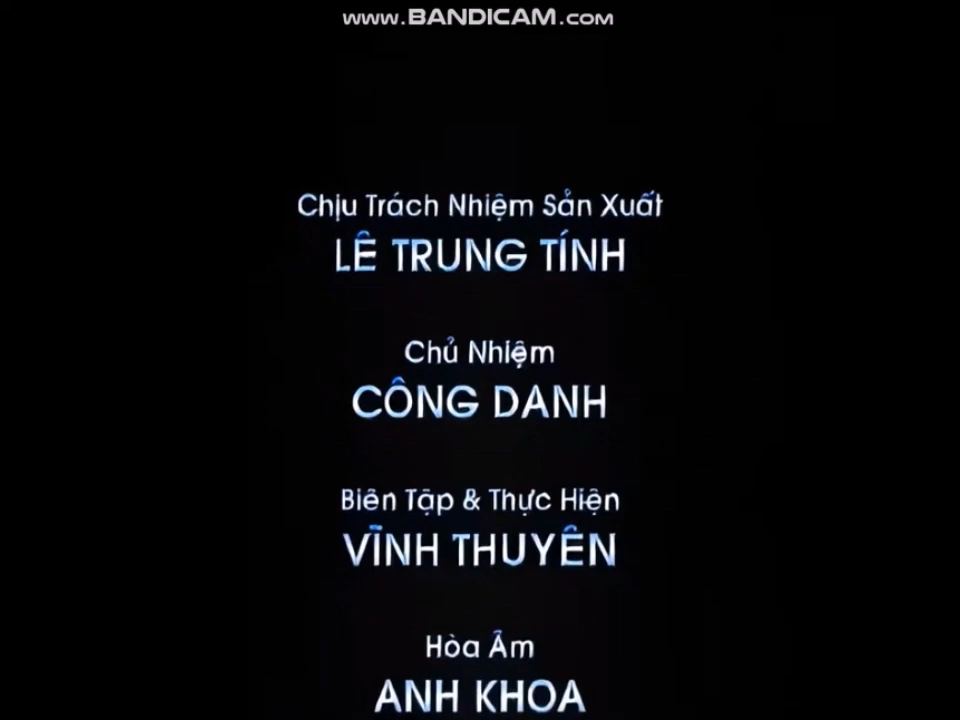 www.BANDICAM.com
Chịu Trách Nhiệm Sản Xuất
LÊ TRUNG TÍNH
Chủ Nhiệm
CÔNG DANH
Biên Tập & Thực Hiện
VĨNH THUYÊN
Hòa Âm
ANH KHOA